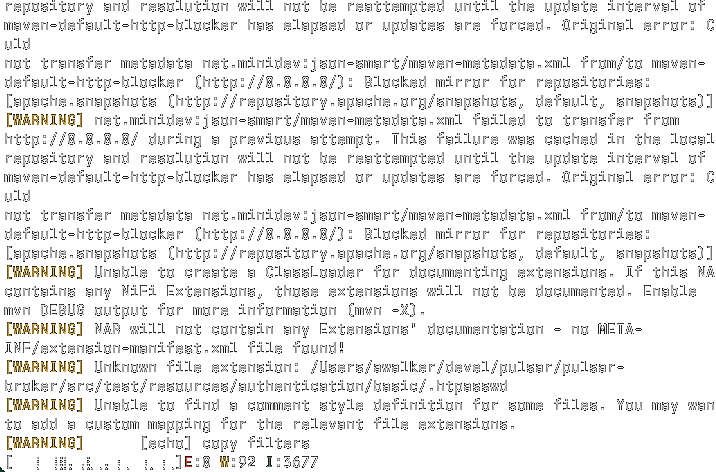 repository and resolution will not be reattempted until the update interval of
maven-default-http-blocker has elapsed or updates are forced. Original error: C
uld
not transfer metadata net.minidev:json-smart/maven-metadata.xml from/to maven-
default-http-blocker (http://0.0.0.0/): Blocked mirror for repositories:
[apache.snapshots (http://repository.apache.org/snapshots, default, snapshots)]
[WARNING] net.minidev:json-smart/maven-metadata.xml failed to transfer from
http://0.0.0.0/ during a previous attempt. This failure was cached in the local
repository and resolution will not be reattempted until the update interval of
maven-default-http-blocker has elapsed or updates are forced. Original error: C
uld
not transfer metadata net.minidev:json-smart/maven-metadata.xml from/to maven-
default-http-blocker (http://0.0.0.0/): Blocked mirror for repositories:
[apache.snapshots (http://repository.apache.org/snapshots, default, snapshots)]
[WARNING] Unable to create a ClassLoader for documenting extensions. If this NA
contains any NiFi Extensions, those extensions will not be documented. Enable
mvn DEBUG output for more information (mvn -X).
[WARNING] NAR will not contain any Extensions' documentation - no META-
INF/extension-manifest.xml file found!
[WARNING] Unknown file extension: /Users/awalker/devel/pulsar/pulsar-
broker/src/test/resources/authentication/basic/.htpasswd
[WARNING] Unable to find a comment style definition for some files. You may wan
to add a custom mapping for the relevant file extensions.
[WARNING]      [echo] copy filters
E:0 W:92 I:3677